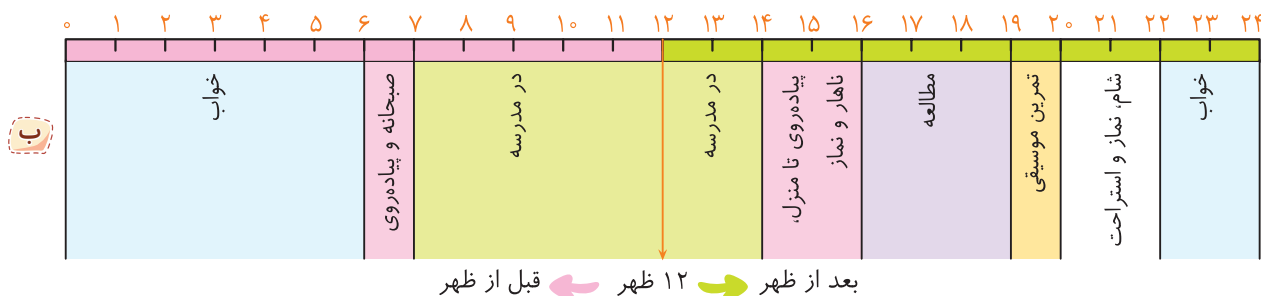 ۰ ۱ ۲ ۳ ۴ ۵ ۶ ۷ ۸ ۹ ۱۰ ۱۱ ۱۲ ۱۳ ۱۴ ۱۵ ۱۶ ۱۷ ۱۸ ۱۹ ۲۰ ۲۱ ۲۲ ۲۳ ۲۴
ب
خواب
صبحانه و پیاده‌روی
در مدرسه
در مدرسه
پیاده‌روی تا منزل،
ناهار و نماز
مطالعه
تمرین موسیقی
شام، نماز و استراحت
خواب
قبل از ظهر
۱۲ ظهر
بعد از ظهر